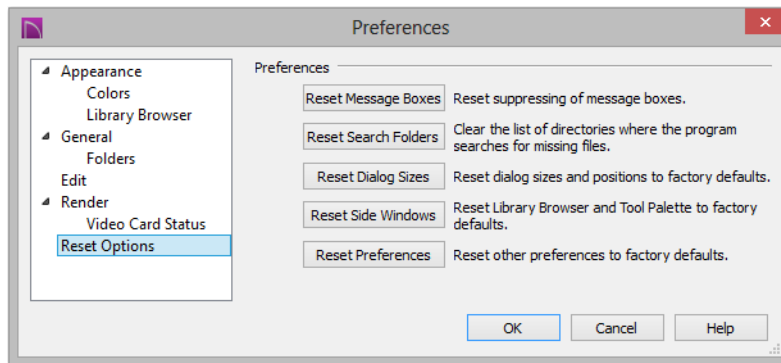 Preferences
Appearance
Colors
Library Browser
General
Folders
Edit
Render
Video Card Status
Reset Options
Preferences
Reset Message Boxes
Reset suppressing of message boxes.
Reset Search Folders
Clear the list of directories where the program
searches for missing files.
Reset Dialog Sizes
Reset dialog sizes and positions to factory defaults.
Reset Side Windows
Reset Library Browser and Tool Palette to factory
defaults.
Reset Preferences
Reset other preferences to factory defaults.
OK
Cancel
Help